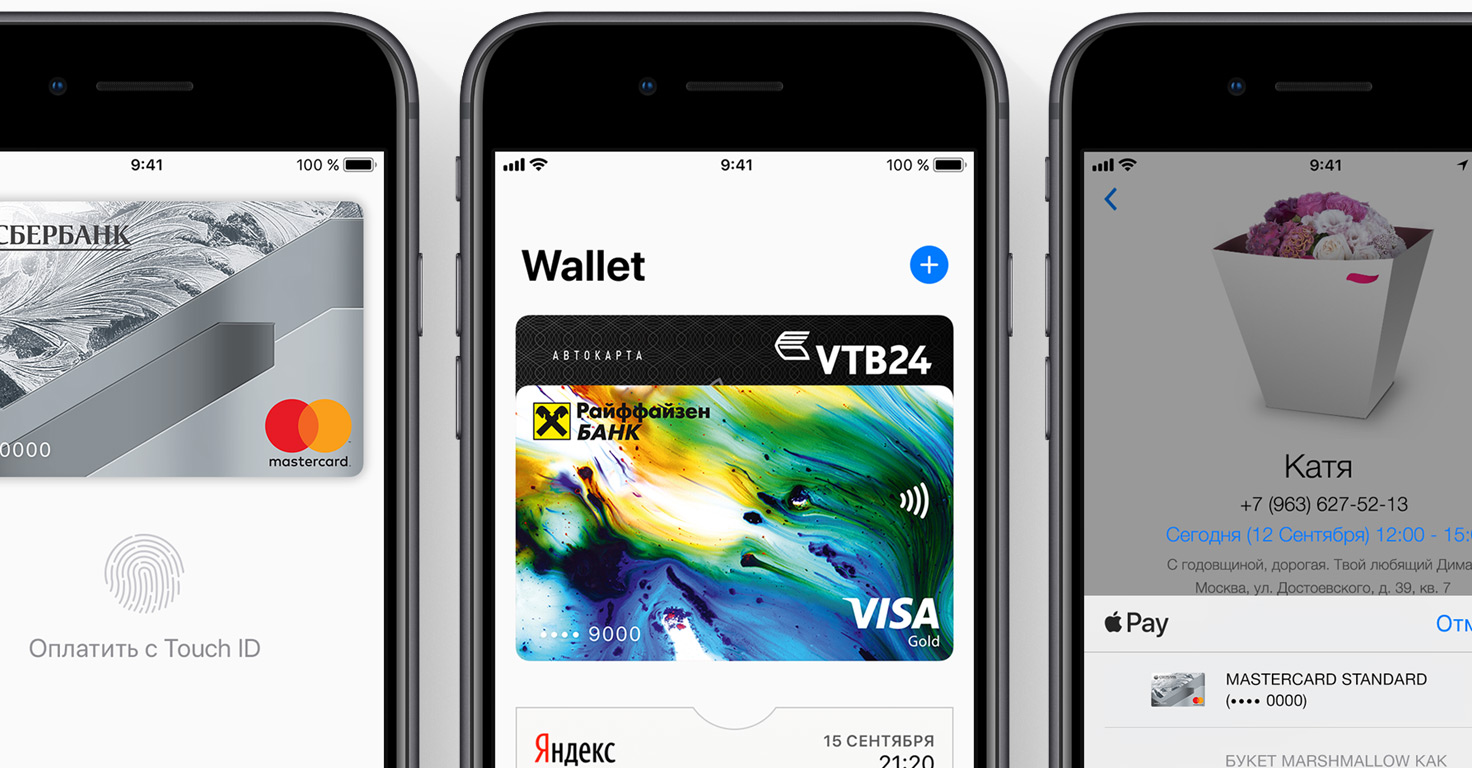 9:41
100 %
СБЕРБАНК
0000
mastercard
Оплатить с Touch ID
9:41
100 %
Wallet
АВТОКАРТА
VTB24
Райффайзен
БАНК
VISA
Gold
•••• 9000
Яндекс
15 СЕНТЯБРЯ
21:20
9:41
Катя
+7 (963) 627-52-13
Сегодня (12 Сентября) 12:00 - 15:
С годовщиной, дорогая. Твой любящий Дима
Москва, ул. Достоевского, д. 39, кв. 7
Pay
Отм
MASTERCARD STANDARD
(•••• 0000)
БУКЕТ MARSHMALLOW КАК